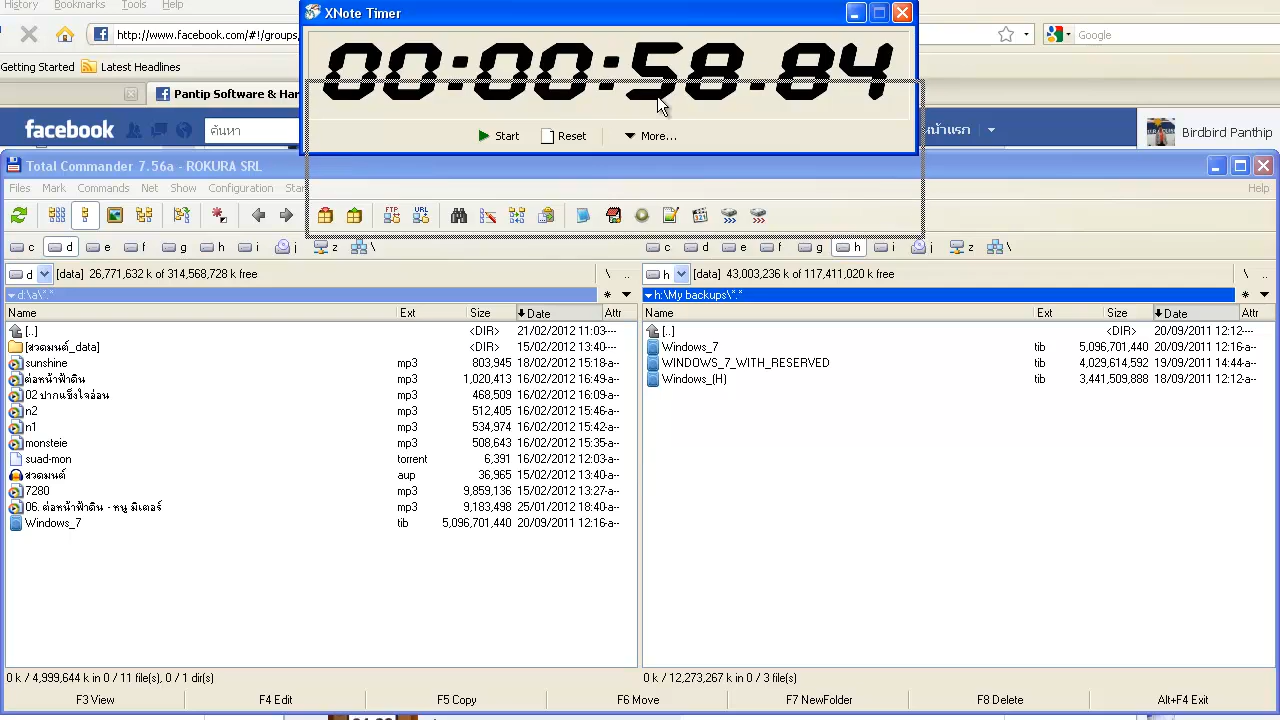 History Bookmarks Tools Help
XNote Timer
http://www.facebook.com/#!/groups,
Google
00:00:58.84
Getting Started Latest Headlines
Pantip Software & Har
Start Reset More...
facebook ค้นหา
Birdbird Panthip
Total Commander 7.56a - ROKURA SRL
Files Mark Commands Net Show Configuration Star Help
FTP URL
c d e f g h i j z \
c d e f g h i j z \
d [data] 26,771,632 k of 314,568,728 k free \ ..
h [data] 43,003,236 k of 117,411,020 k free \ ..
d:\a\*.* * 
h:\My backups\*.* *
Name Ext Size Date Attr
[..] <DIR> 21/02/2012 11:03 ----
[สวดมนต์_data] <DIR> 15/02/2012 13:40 ----
sunshine mp3 803,945 18/02/2012 15:18 -a--
ต่อหน้าฟ้าดิน mp3 1,020,413 16/02/2012 16:49 -a--
02 ปากแข็งใจอ่อน mp3 468,509 16/02/2012 16:09 -a--
n2 mp3 512,405 16/02/2012 15:46 -a--
n1 mp3 534,974 16/02/2012 15:42 -a--
monsteie mp3 508,643 16/02/2012 15:35 -a--
suad-mon torrent 6,391 16/02/2012 12:03 -a--
สวดมนต์ aup 36,965 15/02/2012 13:40 -a--
7280 mp3 9,859,136 15/02/2012 13:27 -a--
06. ต่อหน้าฟ้าดิน - หนู มิเตอร์ mp3 9,183,498 25/01/2012 18:40 -a--
Windows_7 tib 5,096,701,440 20/09/2011 12:16 -a--
Name Ext Size Date Attr
[..] <DIR> 20/09/2011 12:12 ----
Windows_7 tib 5,096,701,440 20/09/2011 12:16 -a--
WINDOWS_7_WITH_RESERVED tib 4,029,614,592 19/09/2011 14:44 -a--
Windows_(H) tib 3,441,509,888 18/09/2011 12:12 -a--
0 k / 4,999,644 k in 0 / 11 file(s), 0 / 1 dir(s)
0 k / 12,273,267 k in 0 / 3 file(s)
F3 View F4 Edit F5 Copy F6 Move F7 NewFolder F8 Delete Alt+F4 Exit